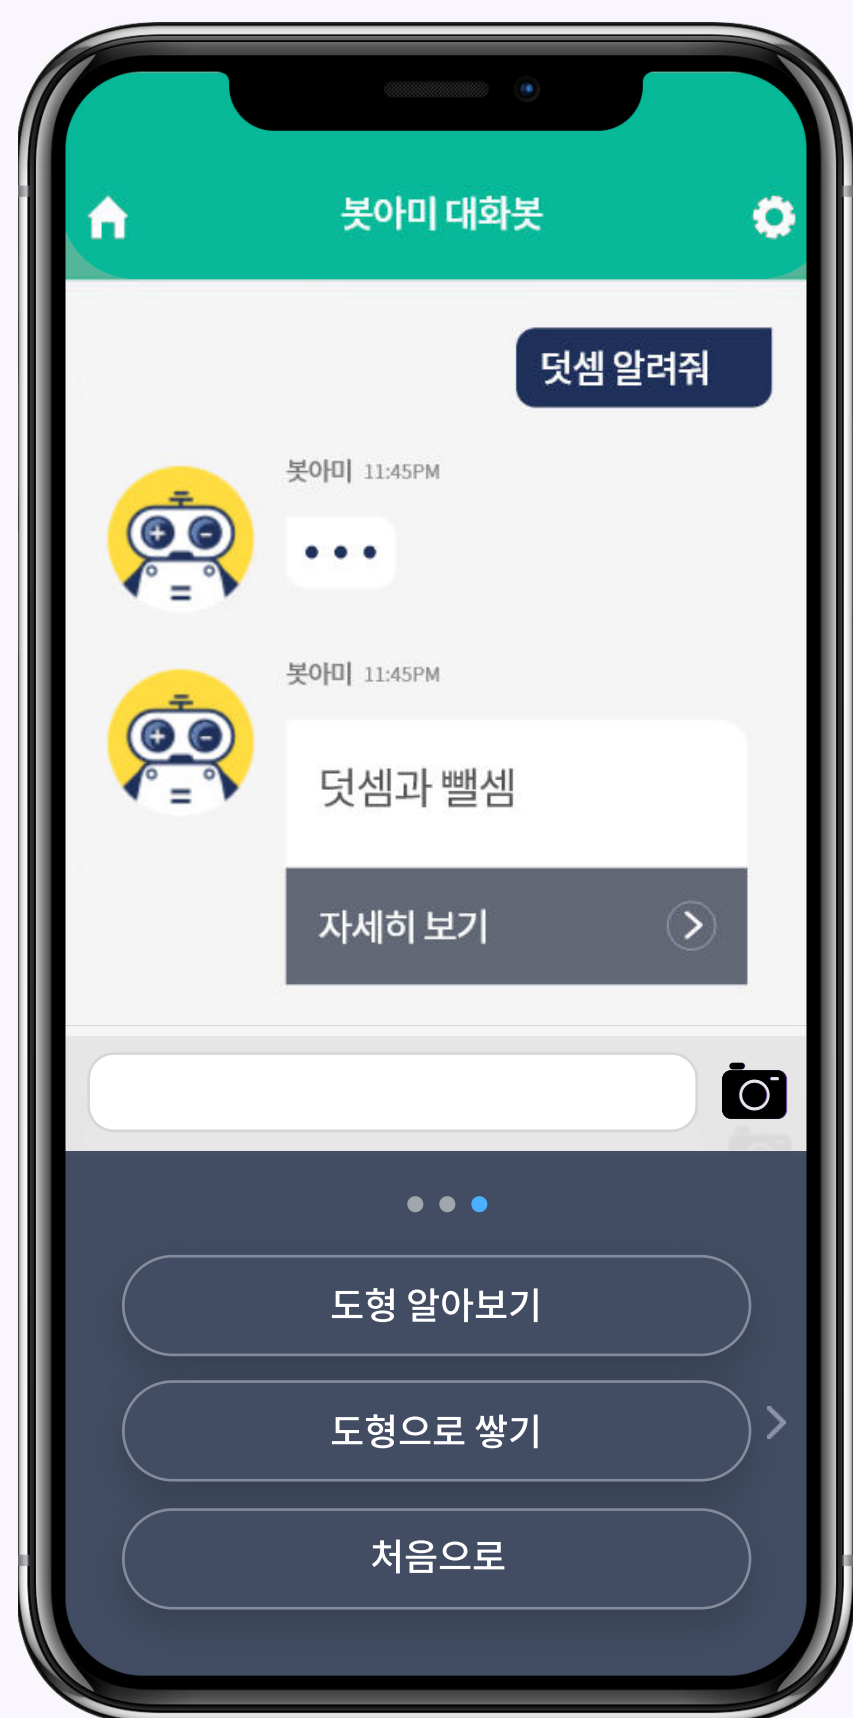 봇아미 대화봇
덧셈 알려줘
봇아미 11:45PM
봇아미 11:45PM
덧셈과 뺄셈
자세히 보기
도형 알아보기
도형으로 쌓기
처음으로